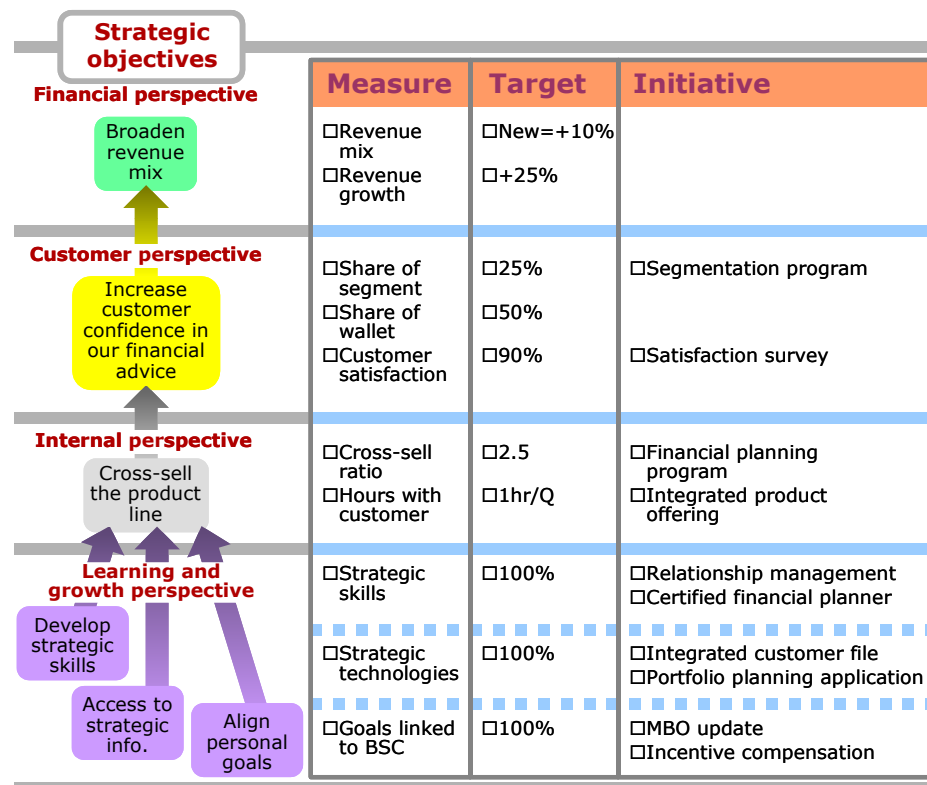 Strategic
objectives
Financial perspective
Measure
Target
Initiative
Broaden
revenue
mix
□Revenue
mix
□New=+10%
□Revenue
growth
□+25%
Customer perspective
Increase
customer
confidence in
our financial
advice
□Share of
segment
□25%
□Segmentation program
□Share of
wallet
□50%
□Customer
satisfaction
□90%
□Satisfaction survey
Internal perspective
Cross-sell
the product
line
□Cross-sell
ratio
□2.5
□Financial planning
program
□Hours with
customer
□1hr/Q
□Integrated product
offering
Learning and
growth perspective
Develop
strategic
skills
□Strategic
skills
□100%
□Relationship management
□Certified financial planner
Access to
strategic
info.
□Strategic
technologies
□100%
□Integrated customer file
□Portfolio planning application
Align
personal
goals
□Goals linked
to BSC
□100%
□MBO update
□Incentive compensation